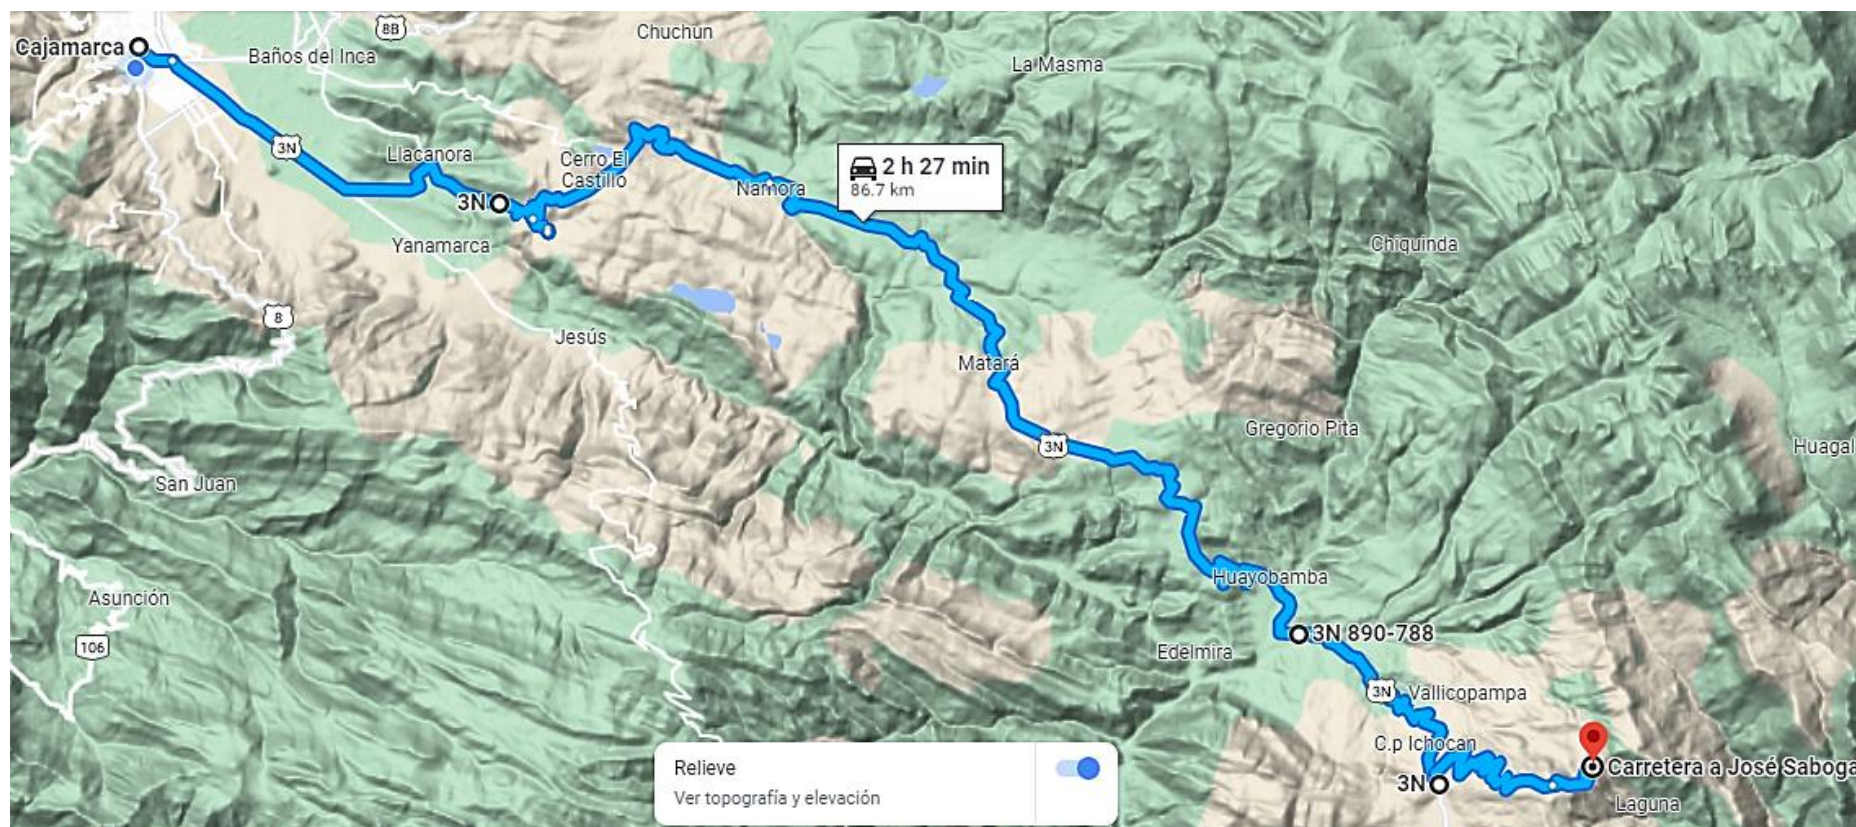 Chuchun
8B
Cajamarca
Baños del Inca
La Masma
3N
Llacanora
Cerro El
Castillo
2 h 27 min
86.7 km
Namora
3N
Yanamarca
Chiquinda
8
Jesús
Matará
Gregorio Pita
3N
Huagal
San Juan
Huayobamba
Asunción
3N 890-788
106
Edelmira
3N
Vallicopampa
C.p Ichocan
Relieve
Ver topografía y elevación
3N
Carretera a José Saboga
Laguna